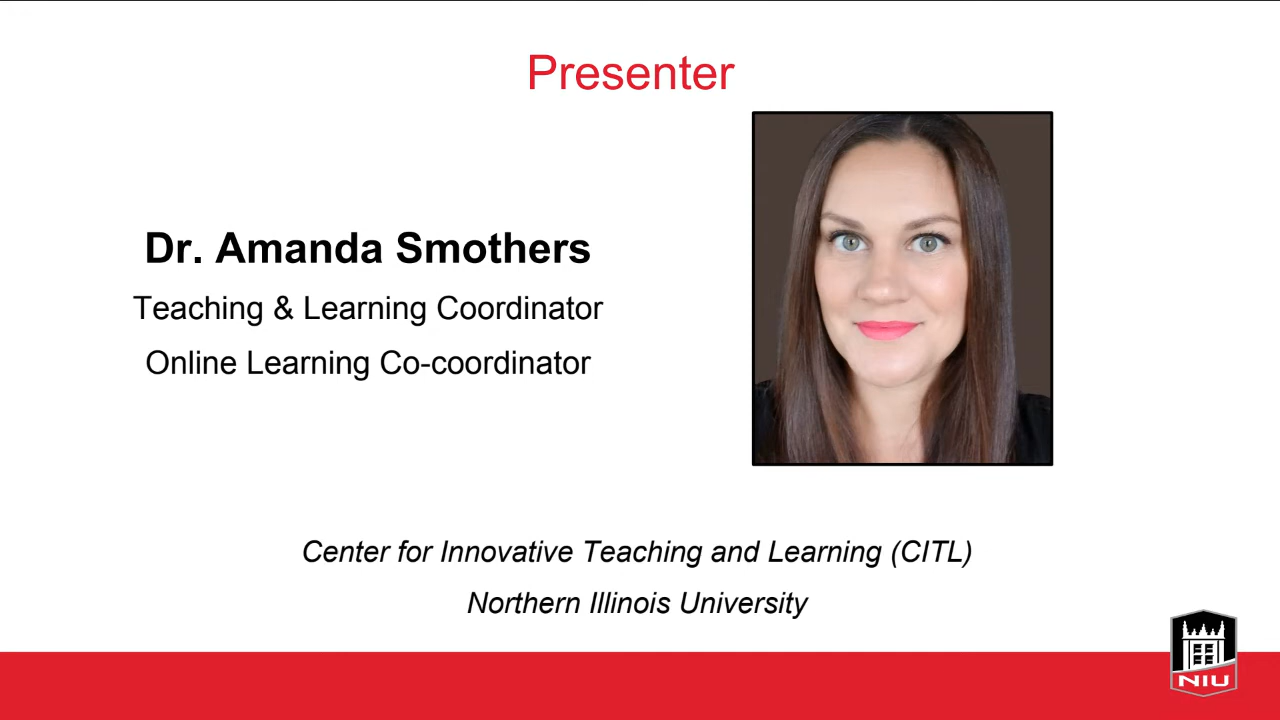 Presenter
Dr. Amanda Smothers
Teaching & Learning Coordinator
Online Learning Co-coordinator
Center for Innovative Teaching and Learning (CITL)
Northern Illinois University
NIU